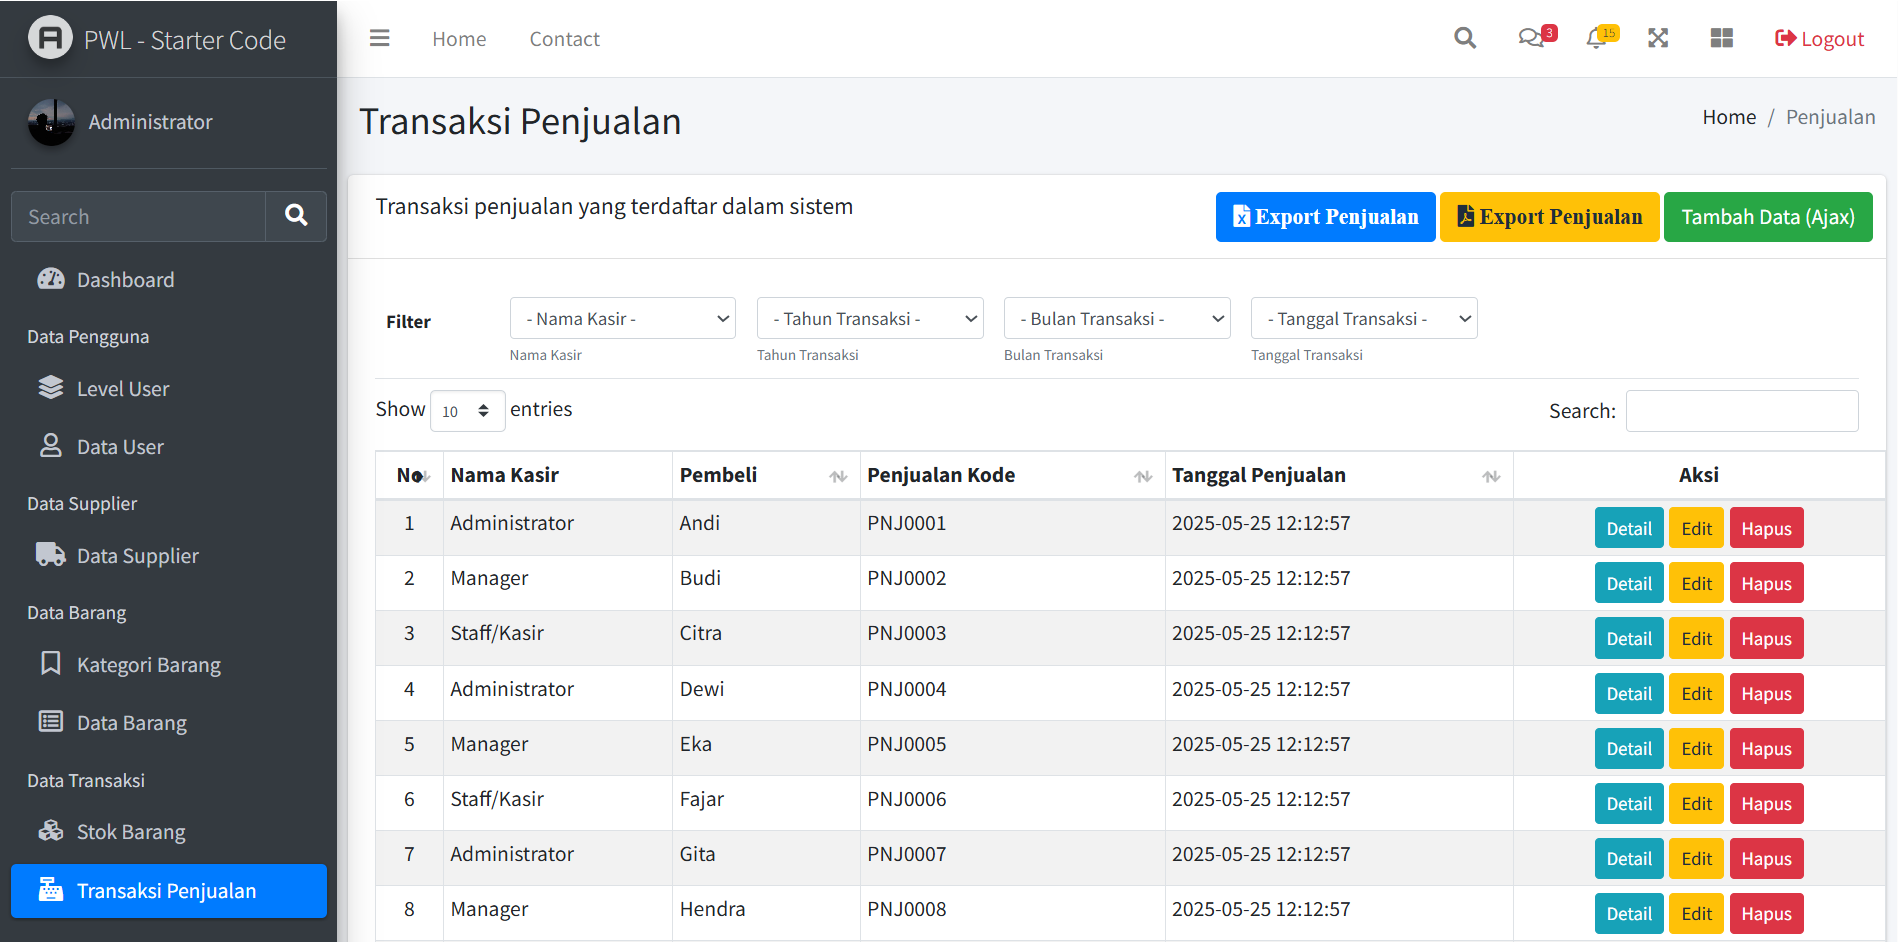 PWL - Starter Code
Home
Contact
3
15
Logout
Administrator
Search
Dashboard
Data Pengguna
Level User
Data User
Data Supplier
Data Supplier
Data Barang
Kategori Barang
Data Barang
Data Transaksi
Stok Barang
Transaksi Penjualan
Transaksi Penjualan
Home / Penjualan
Transaksi penjualan yang terdaftar dalam sistem
Export Penjualan
Export Penjualan
Tambah Data (Ajax)
Filter
- Nama Kasir -
- Tahun Transaksi -
- Bulan Transaksi -
- Tanggal Transaksi -
Nama Kasir
Tahun Transaksi
Bulan Transaksi
Tanggal Transaksi
Show 10 entries
Search:
No Nama Kasir Pembeli Penjualan Kode Tanggal Penjualan Aksi
1 Administrator Andi PNJ0001 2025-05-25 12:12:57 Detail Edit Hapus
2 Manager Budi PNJ0002 2025-05-25 12:12:57 Detail Edit Hapus
3 Staff/Kasir Citra PNJ0003 2025-05-25 12:12:57 Detail Edit Hapus
4 Administrator Dewi PNJ0004 2025-05-25 12:12:57 Detail Edit Hapus
5 Manager Eka PNJ0005 2025-05-25 12:12:57 Detail Edit Hapus
6 Staff/Kasir Fajar PNJ0006 2025-05-25 12:12:57 Detail Edit Hapus
7 Administrator Gita PNJ0007 2025-05-25 12:12:57 Detail Edit Hapus
8 Manager Hendra PNJ0008 2025-05-25 12:12:57 Detail Edit Hapus